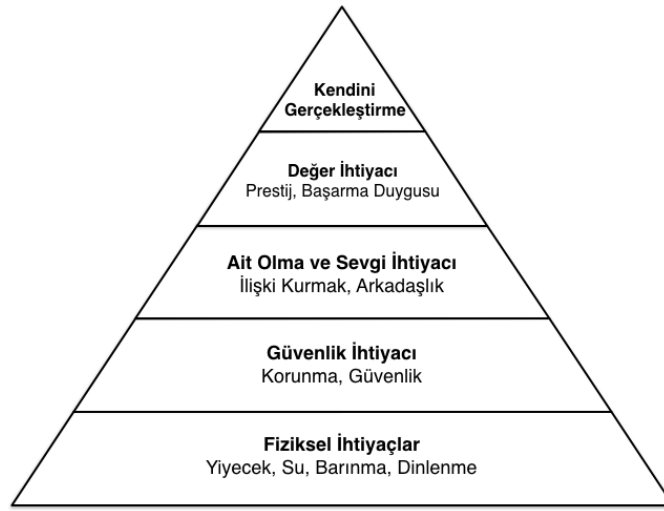 Kendini
Gerçekleştirme
Değer İhtiyacı
Prestij, Başarma Duygusu
Ait Olma ve Sevgi İhtiyacı
İlişki Kurmak, Arkadaşlık
Güvenlik İhtiyacı
Korunma, Güvenlik
Fiziksel İhtiyaçlar
Yiyecek, Su, Barınma, Dinlenme